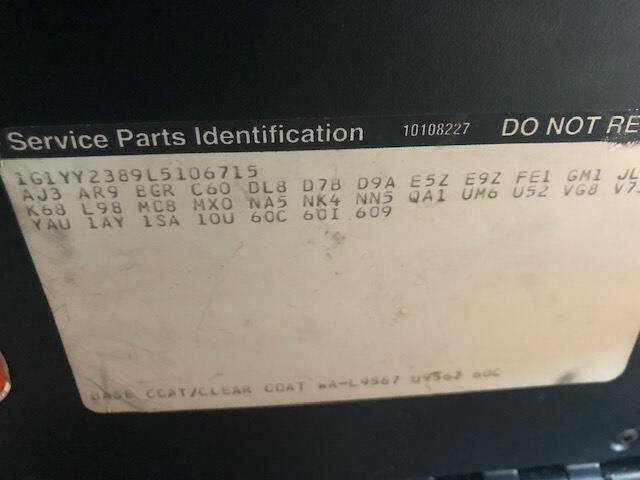 Service Parts Identification 10108227 DO NOT RE
1G1YY2389L5106715
AJ3 AR9 BGR C60 DL8 D7B D9A E5Z E9Z FE1 GM1 JL
K68 L98 MC8 MX0 NA5 NK4 NN5 QA1 UM6 U52 VG8 V7
YAU 1AY 1SA 10U 60C 60I 609
BASE COAT/CLEAR COAT WA-L9567 U9567 60C